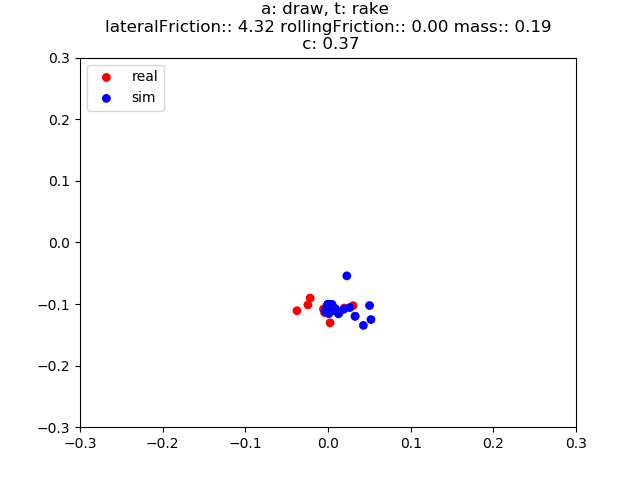 a: draw, t: rake
lateralFriction:: 4.32 rollingFriction:: 0.00 mass:: 0.19
c: 0.37
real
sim
0.3
0.2
0.1
0.0
−0.1
−0.2
−0.3
−0.3 −0.2 −0.1 0.0 0.1 0.2 0.3